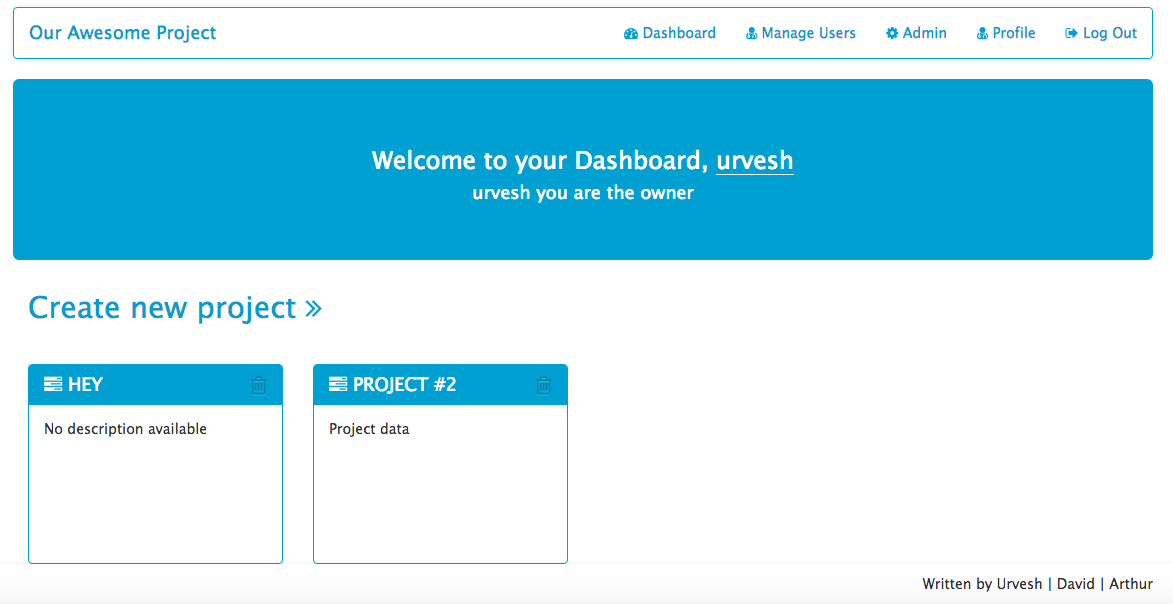 Our Awesome Project
Dashboard Manage Users Admin Profile Log Out
Welcome to your Dashboard, urvesh
urvesh you are the owner
Create new project »
HEY
No description available
PROJECT #2
Project data
Written by Urvesh | David | Arthur